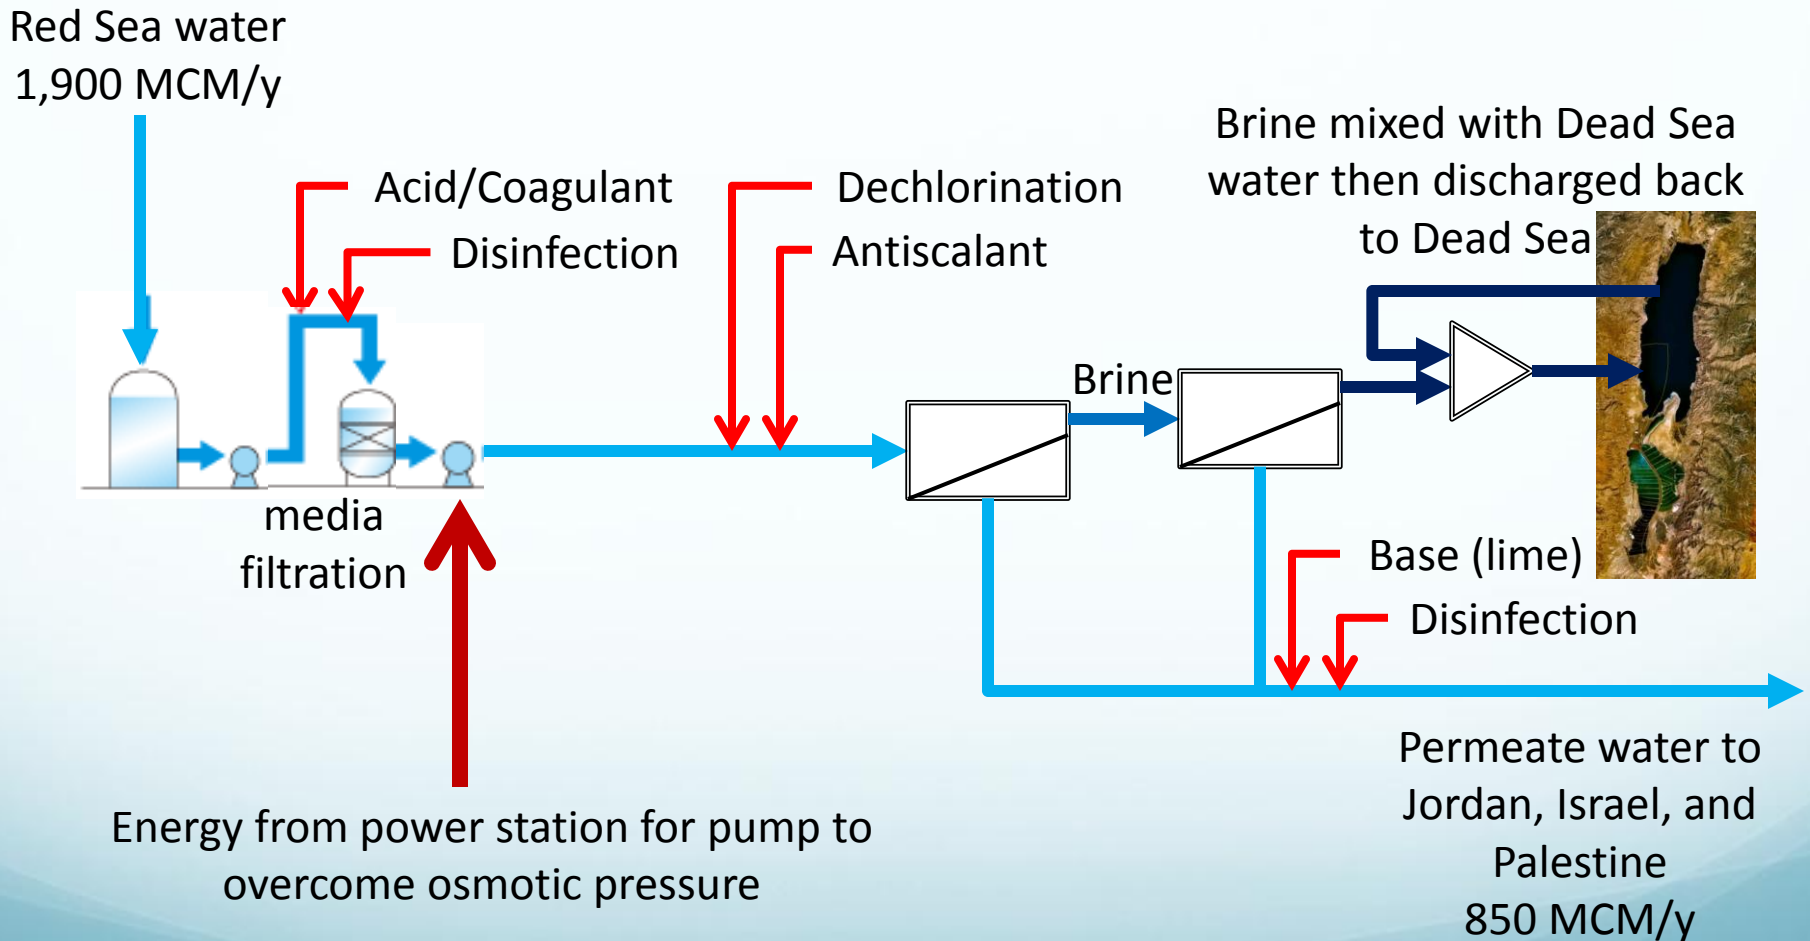 Red Sea water
1,900 MCM/y
Acid/Coagulant
Disinfection
Dechlorination
Antiscalant
Brine mixed with Dead Sea
water then discharged back
to Dead Sea
Brine
media
filtration
Base (lime)
Disinfection
Energy from power station for pump to
overcome osmotic pressure
Permeate water to
Jordan, Israel, and
Palestine
850 MCM/y